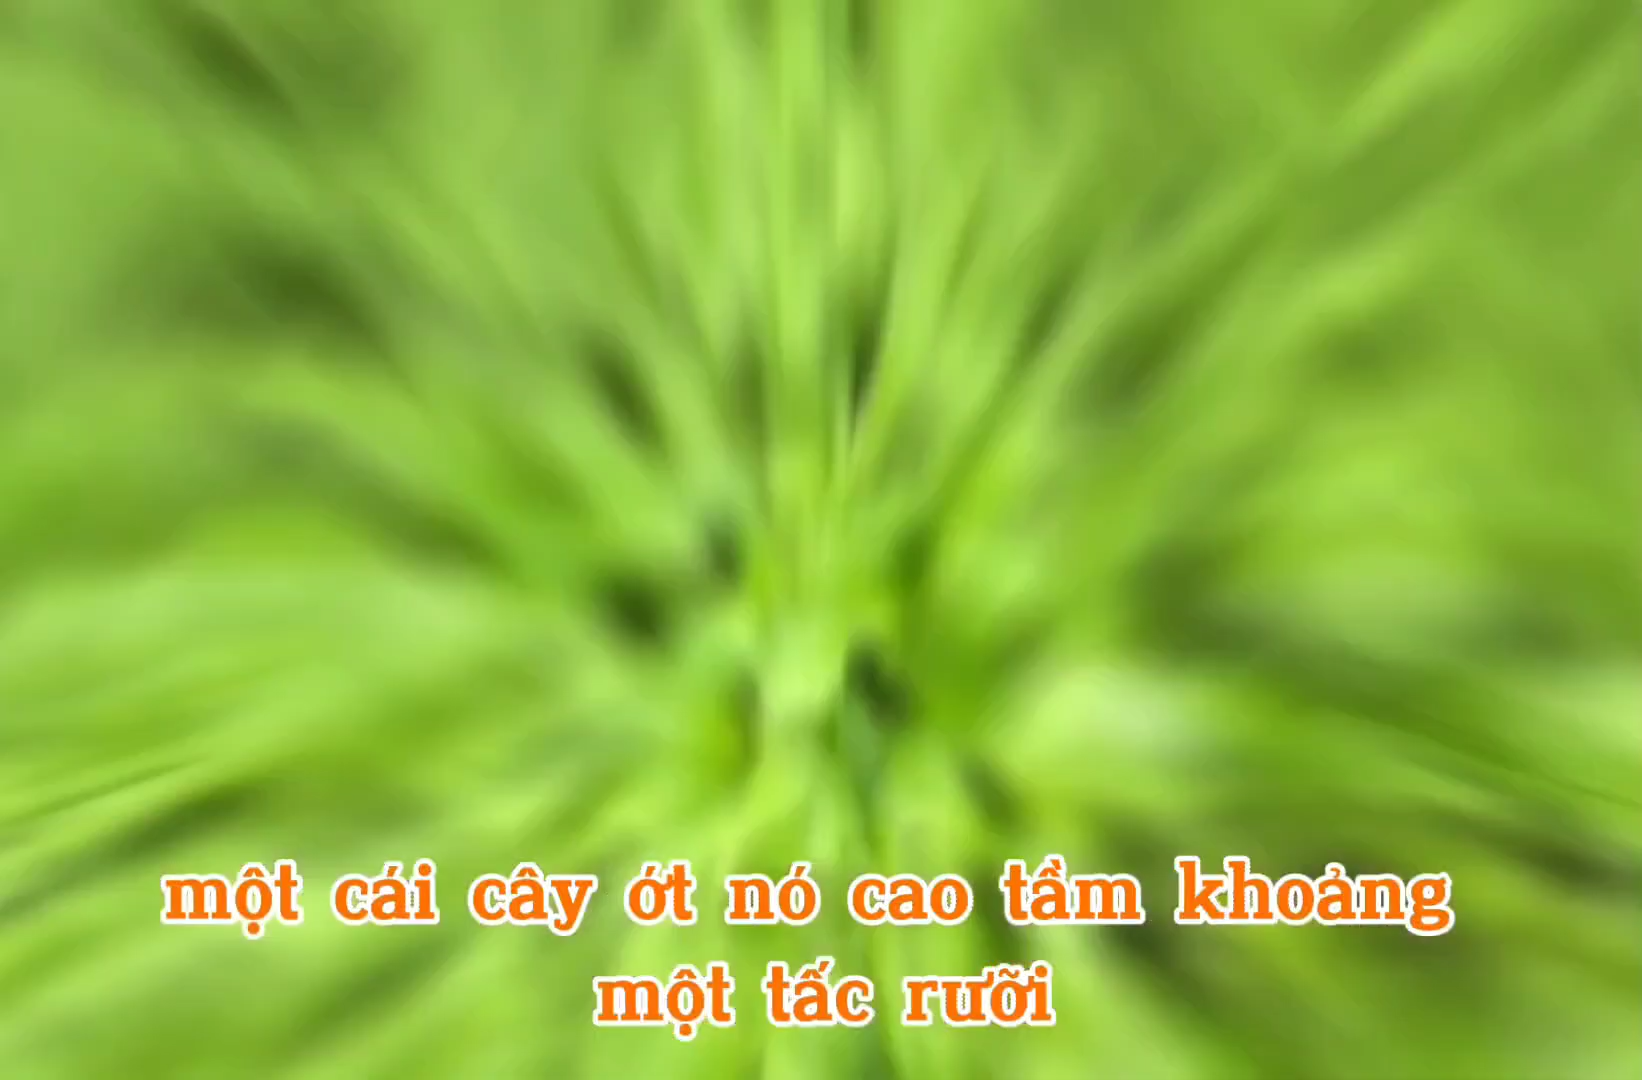 một cái cây ớt nó cao tầm khoảng
một tấc rưỡi